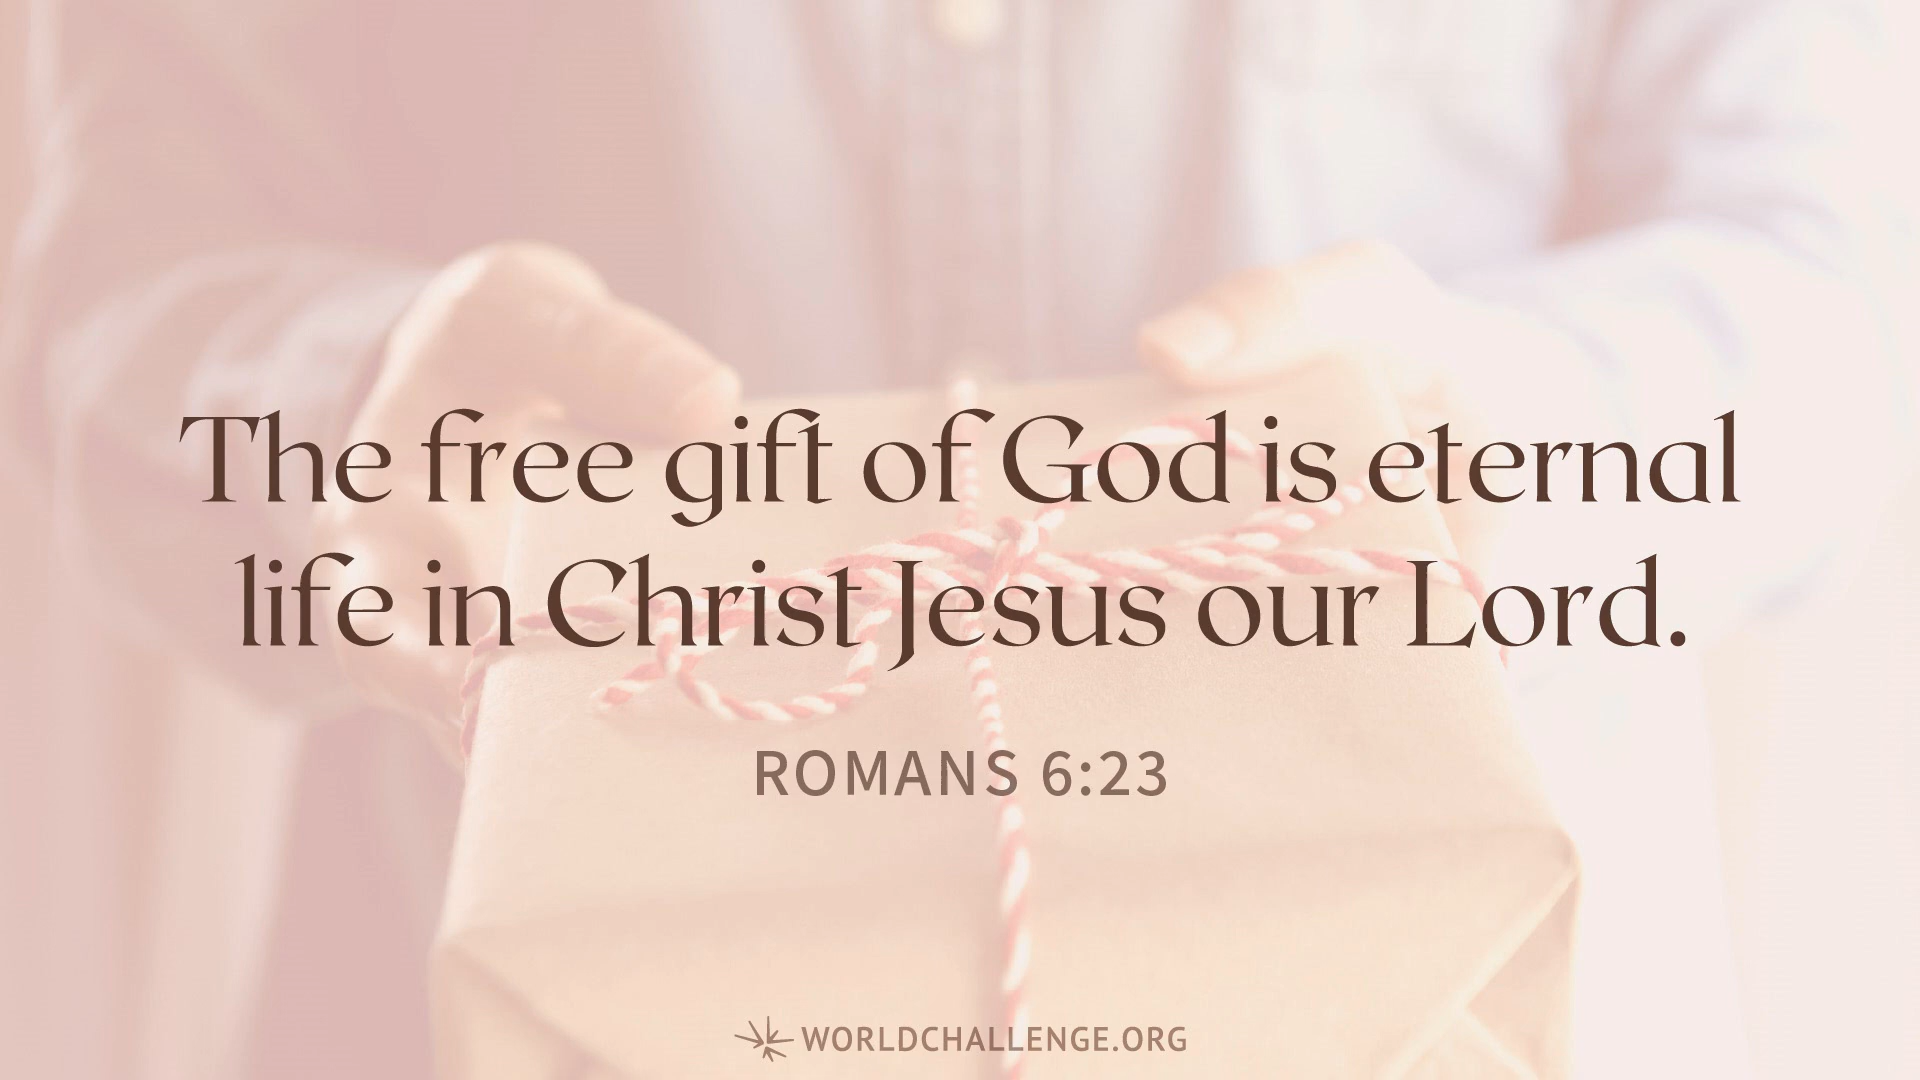 The free gift of God is eternal
life in Christ Jesus our Lord.
ROMANS 6:23
WORLDCHALLENGE.ORG